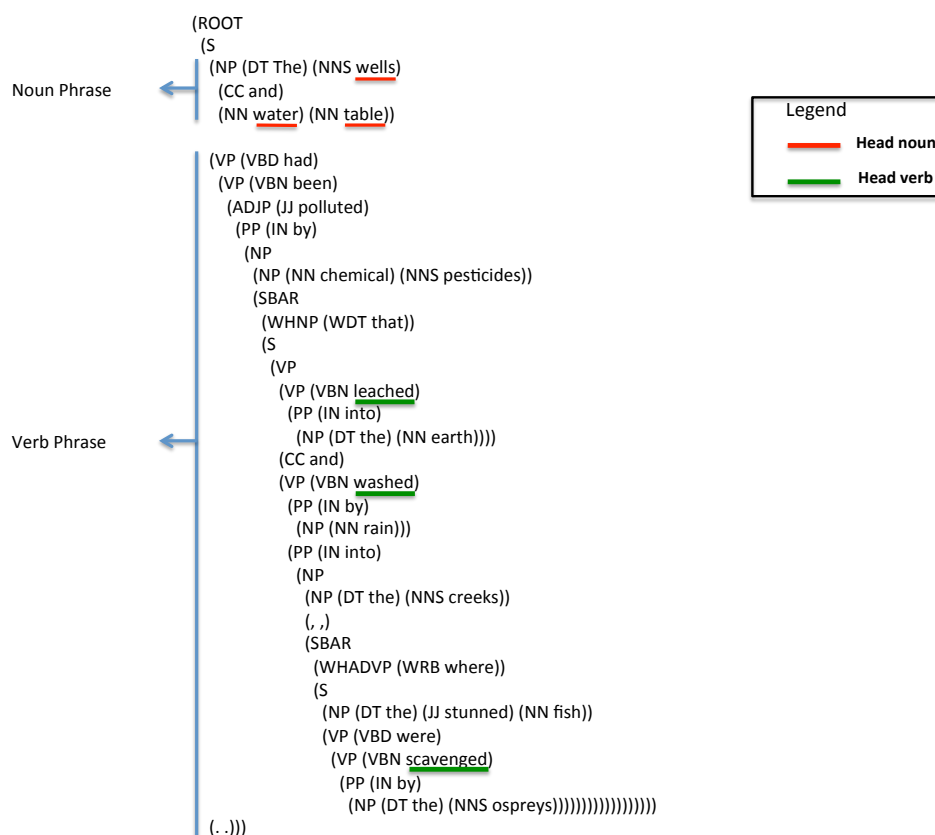 (ROOT
(S
(NP (DT The) (NNS wells)
Noun Phrase
(CC and)
(NN water) (NN table))
Legend
Head noun
Head verb
(VP (VBD had)
(VP (VBN been)
(ADJP (JJ polluted)
(PP (IN by)
(NP
(NP (NN chemical) (NNS pesticides))
(SBAR
(WHNP (WDT that))
(S
(VP
(VP (VBN leached)
(PP (IN into)
Verb Phrase
(NP (DT the) (NN earth))))
(CC and)
(VP (VBN washed)
(PP (IN by)
(NP (NN rain)))
(PP (IN into)
(NP
(NP (DT the) (NNS creeks))
(, ,)
(SBAR
(WHADVP (WRB where))
(S
(NP (DT the) (JJ stunned) (NN fish))
(VP (VBD were)
(VP (VBN scavenged)
(PP (IN by)
(NP (DT the) (NNS ospreys))))))))))))))))))
(. .)))